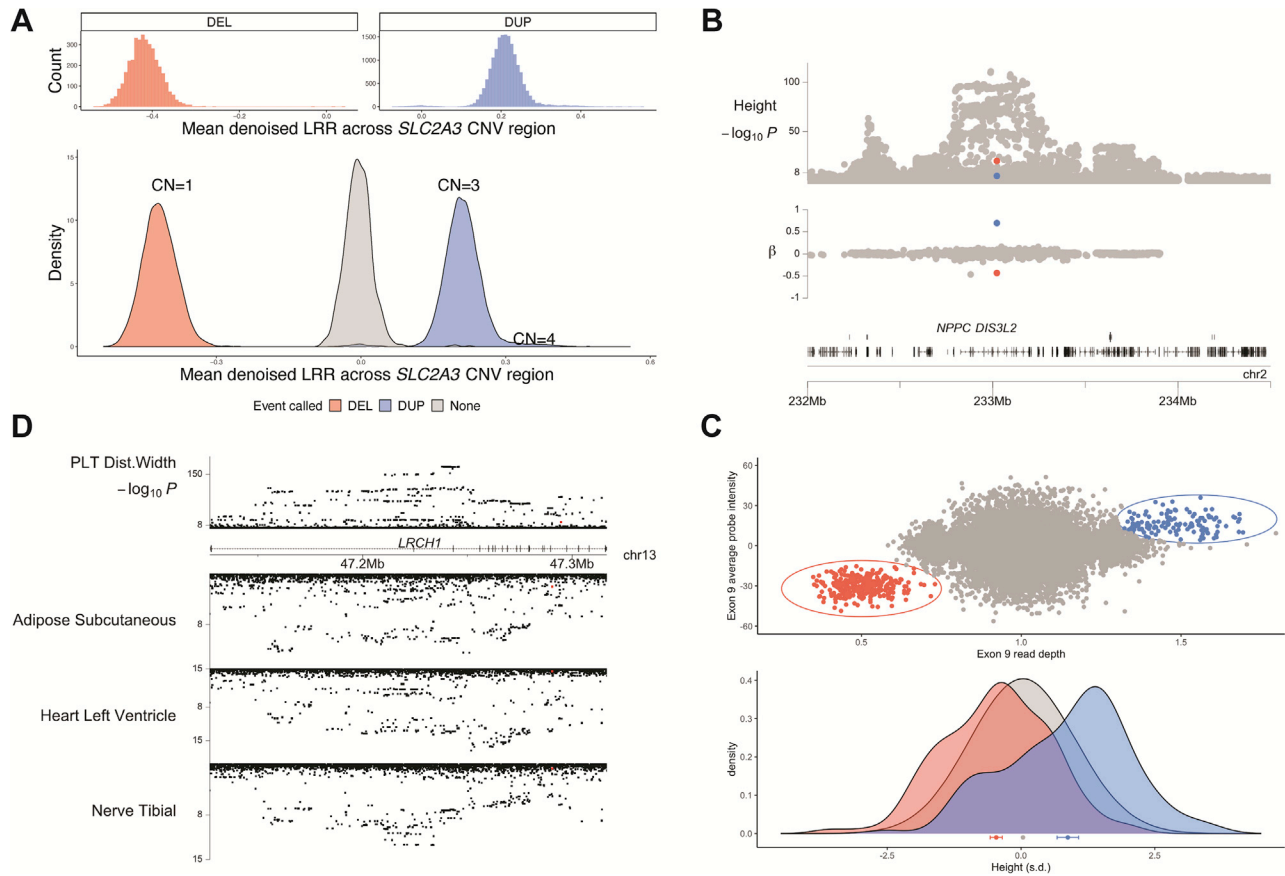 A
DEL
DUP
Count
300
200
100
0
1500
1000
500
0
-0.4
-0.2
0.0
0.0
0.2
0.4
Mean denoised LRR across SLC2A3 CNV region
15
10
5
0
Density
CN=1
CN=3
CN=4
-0.3
0.0
0.3
0.6
Mean denoised LRR across SLC2A3 CNV region
Event called DEL DUP None
B
Height
−log10 P
100
50
8
β
1
0.5
0
-0.5
-1
NPPC DIS3L2
chr2
232Mb 233Mb 234Mb
D
PLT Dist.Width
−log10 P
150
8
LRCH1
chr13
47.2Mb 47.3Mb
Adipose Subcutaneous
8
15
Heart Left Ventricle
8
15
Nerve Tibial
8
15
C
Exon 9 average probe intensity
60
30
0
-30
-60
0.5 1.0 1.5
Exon 9 read depth
density
0.4
0.3
0.2
0.1
0.0
-2.5 0.0 2.5
Height (s.d.)